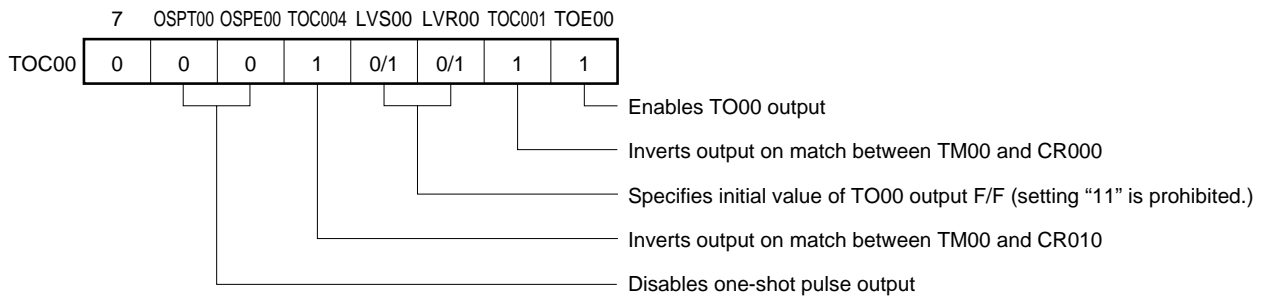 7 OSPT00 OSPE00 TOC004 LVS00 LVR00 TOC001 TOE00
TOC00 0 0 0 1 0/1 0/1 1 1
Enables TO00 output
Inverts output on match between TM00 and CR000
Specifies initial value of TO00 output F/F (setting “11” is prohibited.)
Inverts output on match between TM00 and CR010
Disables one-shot pulse output